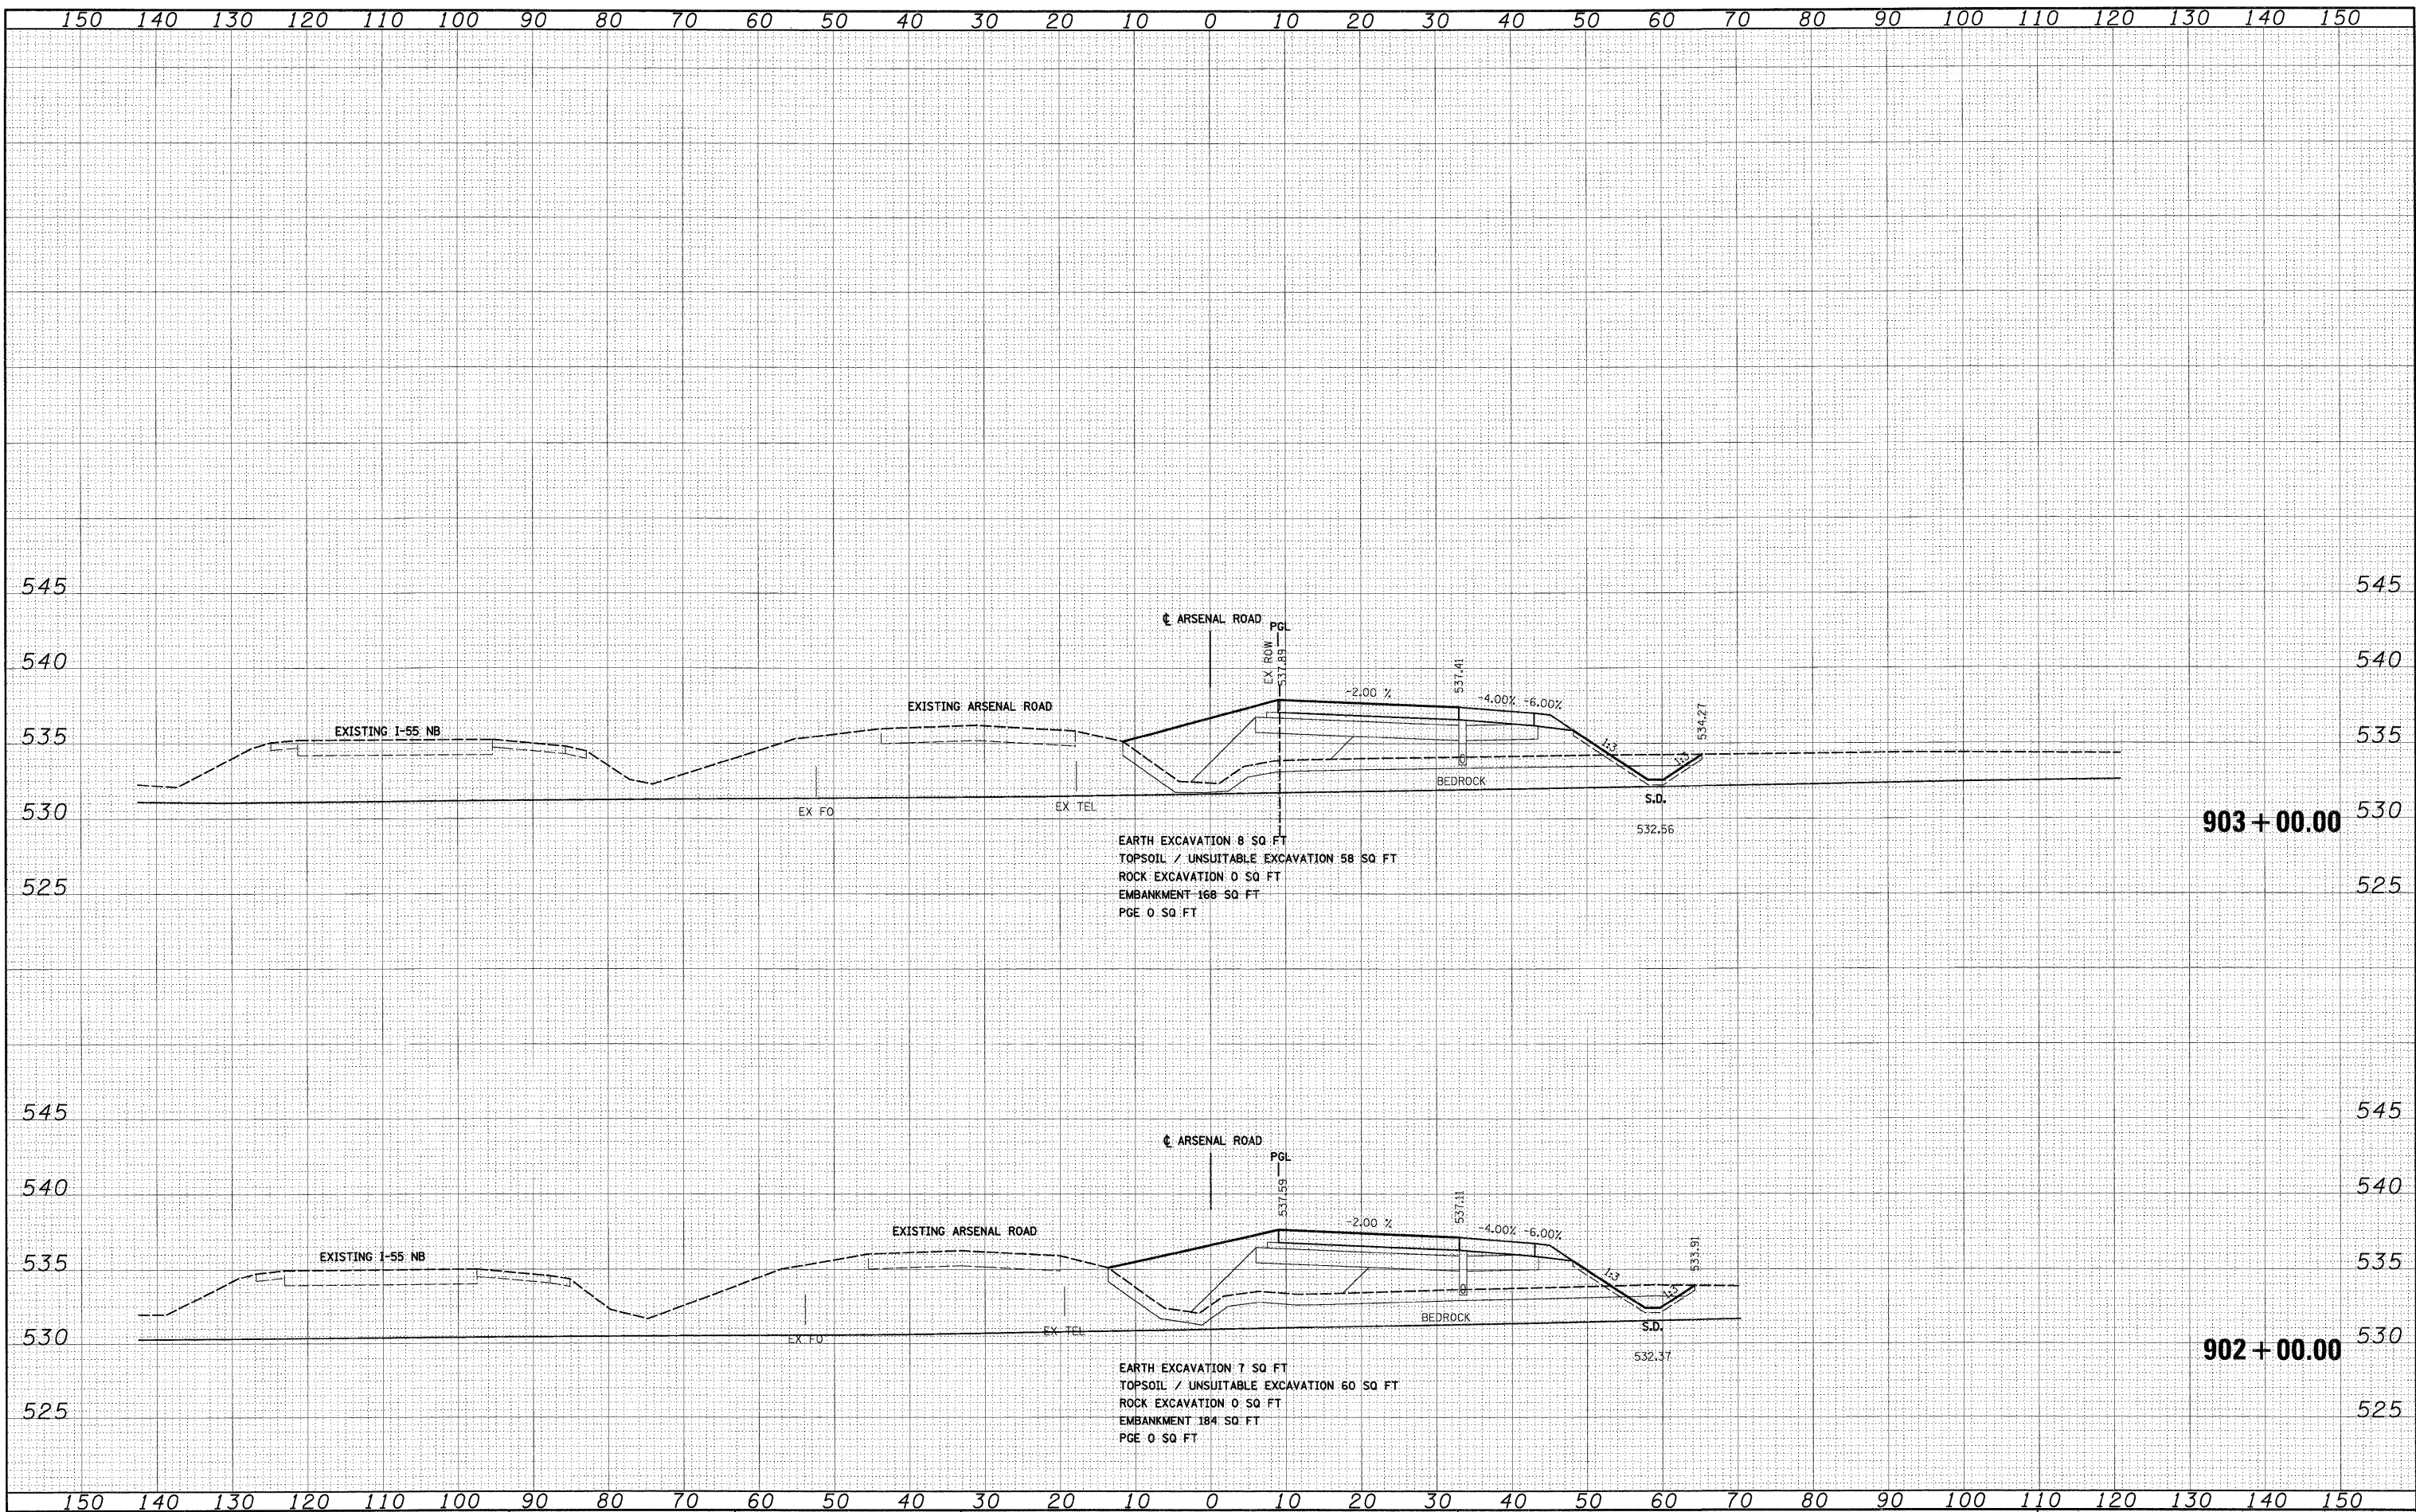 150 140 130 120 110 100 90 80 70 60 50 40 30 20 10 0 10 20 30 40 50 60 70 80 90 100 110 120 130 140 150
545 545
℄ ARSENAL ROAD
PGL
540 540
EX ROW
537.89
537.41
-2.00 %
-4.00% -6.00%
534.27
EXISTING ARSENAL ROAD
EXISTING I-55 NB
535 535
1:3
1:3
BEDROCK
S.D.
EX FO
EX TEL
530 530
903+00.00
532.56
EARTH EXCAVATION 8 SQ FT
TOPSOIL / UNSUITABLE EXCAVATION 58 SQ FT
ROCK EXCAVATION 0 SQ FT
EMBANKMENT 168 SQ FT
PGE 0 SQ FT
525 525
545 545
℄ ARSENAL ROAD
PGL
540 540
537.59
537.11
-2.00 %
-4.00% -6.00%
533.91
EXISTING ARSENAL ROAD
EXISTING I-55 NB
535 535
1:3
1:3
BEDROCK
S.D.
EX FO
EX TEL
530 530
902+00.00
532.37
EARTH EXCAVATION 7 SQ FT
TOPSOIL / UNSUITABLE EXCAVATION 60 SQ FT
ROCK EXCAVATION 0 SQ FT
EMBANKMENT 184 SQ FT
PGE 0 SQ FT
525 525
150 140 130 120 110 100 90 80 70 60 50 40 30 20 10 0 10 20 30 40 50 60 70 80 90 100 110 120 130 140 150